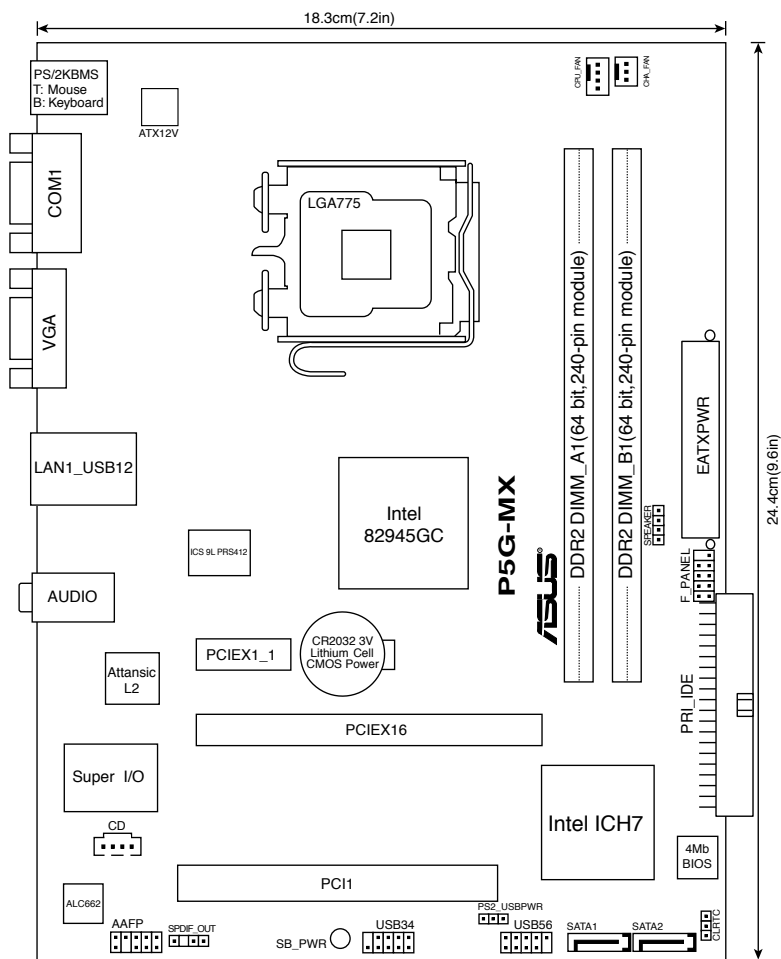 18.3cm(7.2in)
PS/2KBMS
T: Mouse
B: Keyboard
ATX12V
CPU_FAN
CHA_FAN
COM1
LGA775
VGA
DDR2 DIMM_A1(64 bit,240-pin module)
DDR2 DIMM_B1(64 bit,240-pin module)
EATXPWR
24.4cm(9.6in)
LAN1_USB12
Intel
82945GC
P5G-MX
SPEAKER
ICS 9L PRS412
ASUS®
F_PANEL
AUDIO
PCIEX1_1
CR2032 3V
Lithium Cell
CMOS Power
Attansic
L2
PRI_IDE
PCIEX16
Super I/O
Intel ICH7
CD
4Mb
BIOS
PCI1
ALC662
AAFP
SPDIF_OUT
SB_PWR
USB34
PS2_USBPWR
USB56
SATA1
SATA2
CLRTC